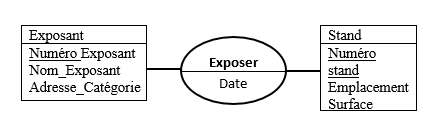 Exposant
Numéro Exposant
Nom_Exposant
Adresse_Catégorie
Exposer
Date
Stand
Numéro
stand
Emplacement
Surface